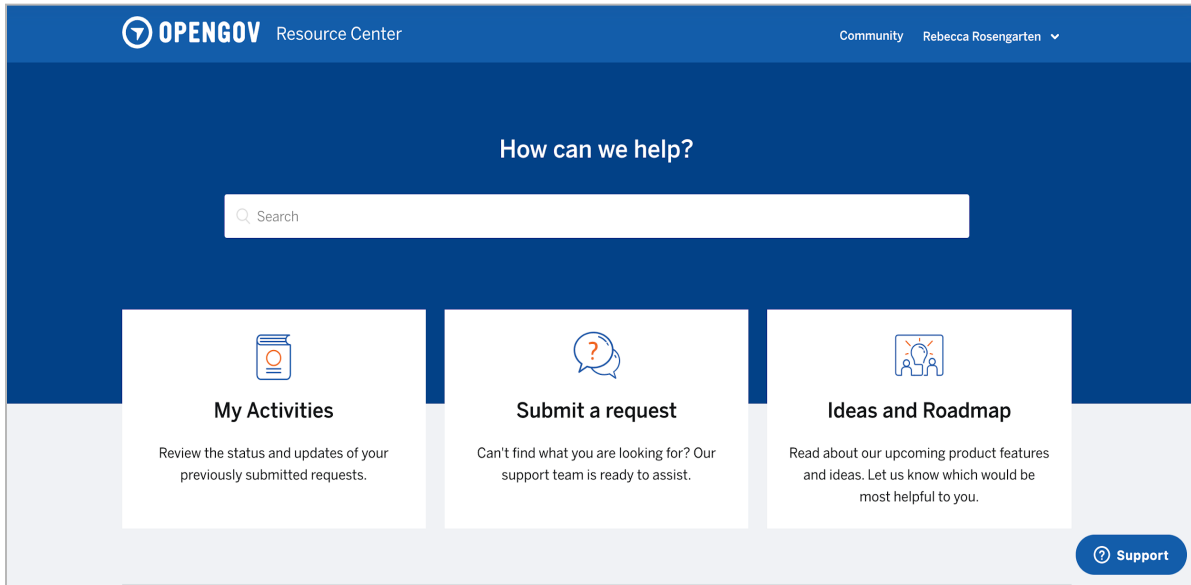 OPENGOV Resource Center Community Rebecca Rosengarten
How can we help?
Search
?
My Activities
Review the status and updates of your
previously submitted requests.
Submit a request
Can't find what you are looking for? Our
support team is ready to assist.
Ideas and Roadmap
Read about our upcoming product features
and ideas. Let us know which would be
most helpful to you.
? Support